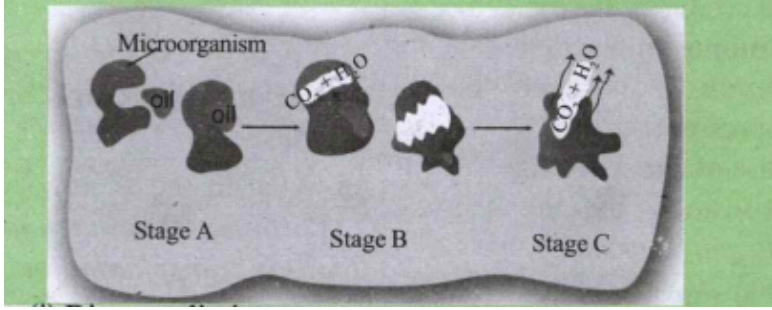 Microorganism
oil
oil
CO₂ + H₂O
CO₂ + H₂O
Stage A
Stage B
Stage C